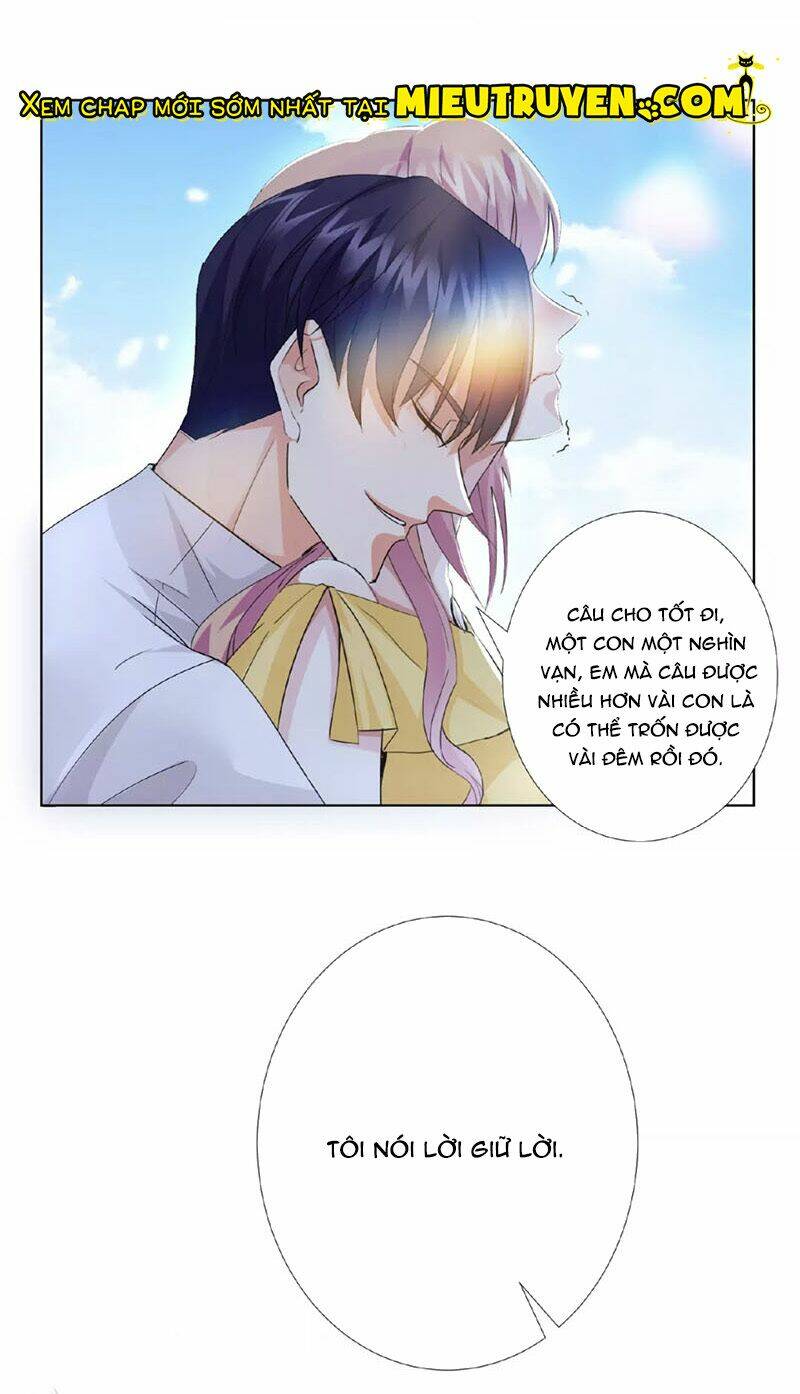 XEM CHAP MỚI SỚM NHẤT TẠI MIEUTRUYEN.COM
CÂU CHO TỐT ĐI,
MỘT CON MỘT NGHÌN
VẠN, EM MÀ CÂU ĐƯỢC
NHIỀU HƠN VÀI CON LÀ
CÓ THỂ TRỐN ĐƯỢC
VÀI ĐÊM RỒI ĐÓ.
TÔI NÓI LỜI GIỮ LỜI.